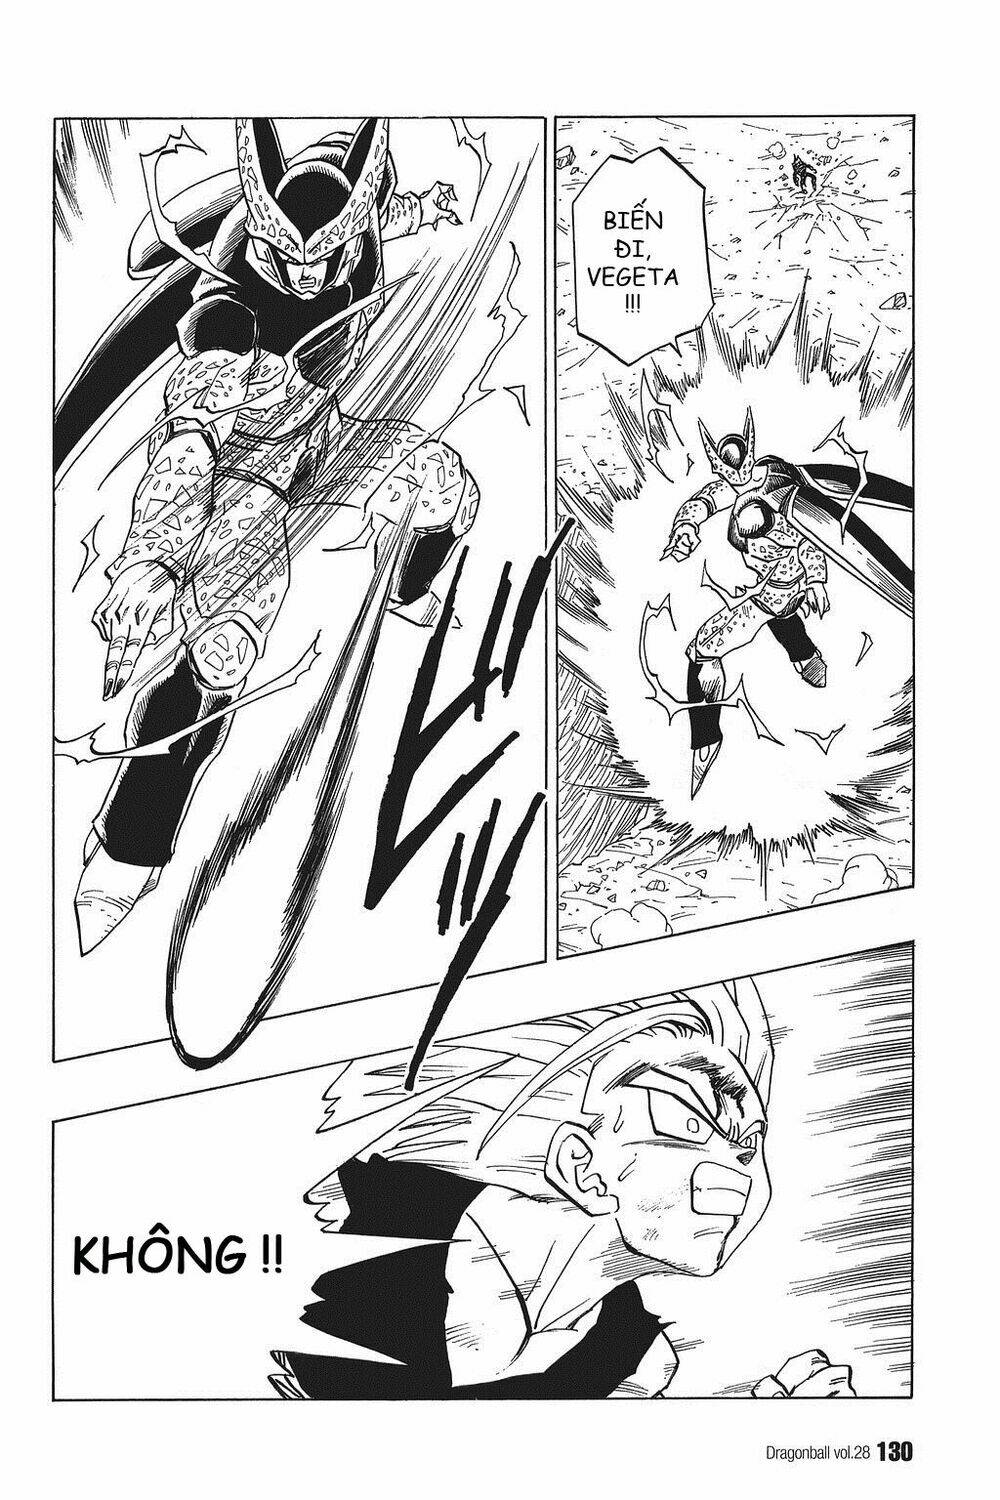 BIẾN
ĐI,
VEGETA
!!!
KHÔNG !!
Dragonball vol.28 130